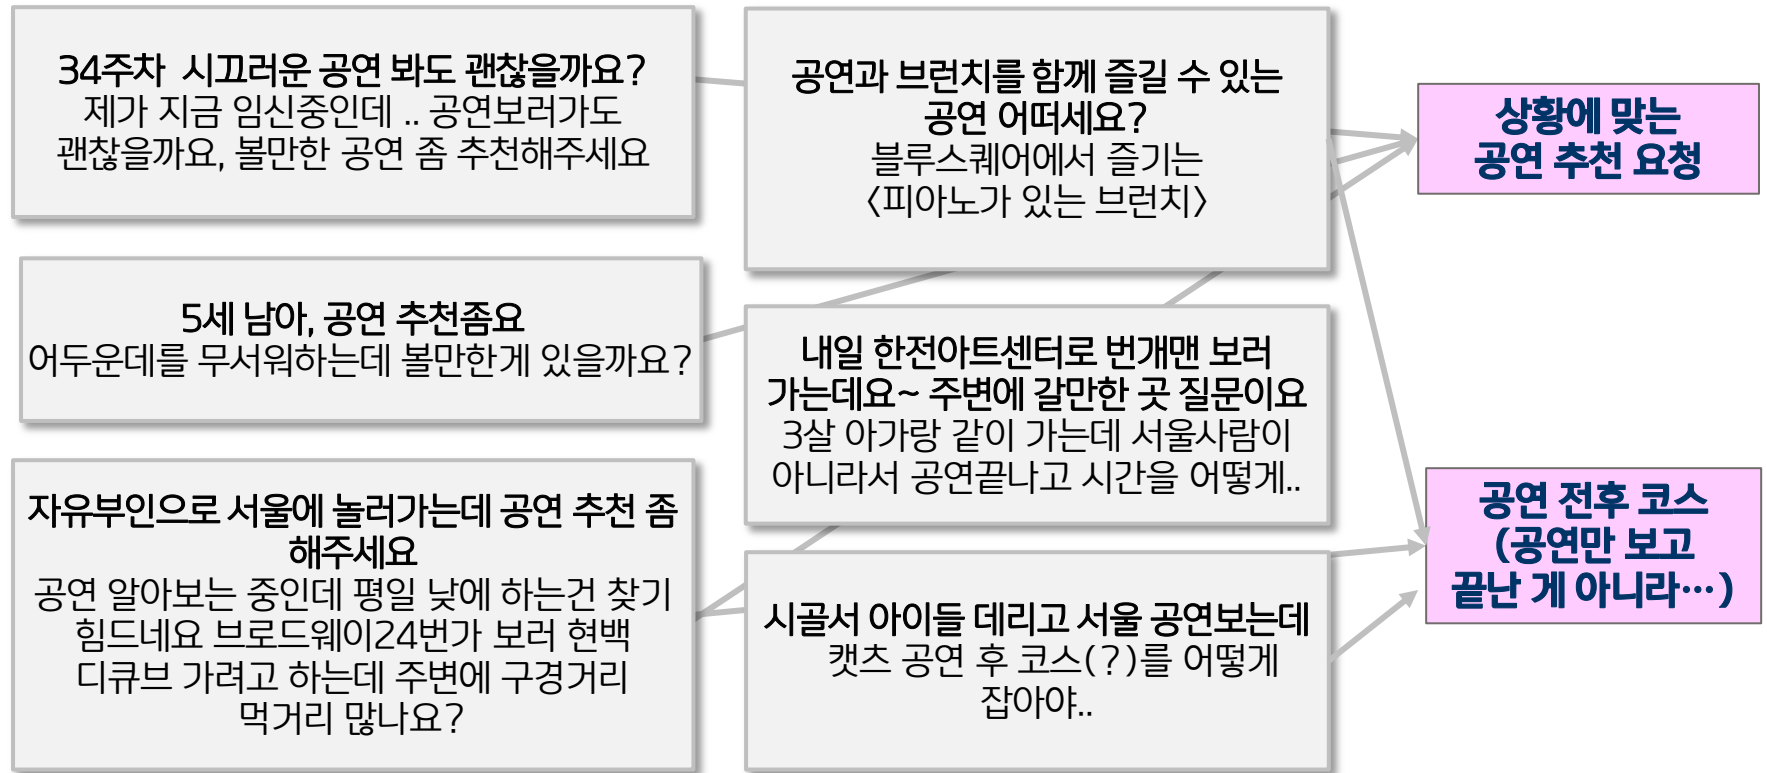 34주차 시끄러운 공연 봐도 괜찮을까요?
제가 지금 임신중인데 .. 공연보러가도
괜찮을까요, 볼만한 공연 좀 추천해주세요
5세 남아, 공연 추천좀요
어두운데를 무서워하는데 볼만한게 있을까요?
자유부인으로 서울에 놀러가는데 공연 추천 좀
해주세요
공연 알아보는 중인데 평일 낮에 하는건 찾기
힘드네요 브로드웨이24번가 보러 현백
디큐브 가려고 하는데 주변에 구경거리
먹거리 많나요?
공연과 브런치를 함께 즐길 수 있는
공연 어떠세요?
블루스퀘어에서 즐기는
<피아노가 있는 브런치>
내일 한전아트센터로 번개맨 보러
가는데요~ 주변에 갈만한 곳 질문이요
3살 아가랑 같이 가는데 서울사람이
아니라서 공연끝나고 시간을 어떻게..
시골서 아이들 데리고 서울 공연보는데
캣츠 공연 후 코스(?)를 어떻게
잡아야..
상황에 맞는
공연 추천 요청
공연 전후 코스
(공연만 보고
끝난 게 아니라…)